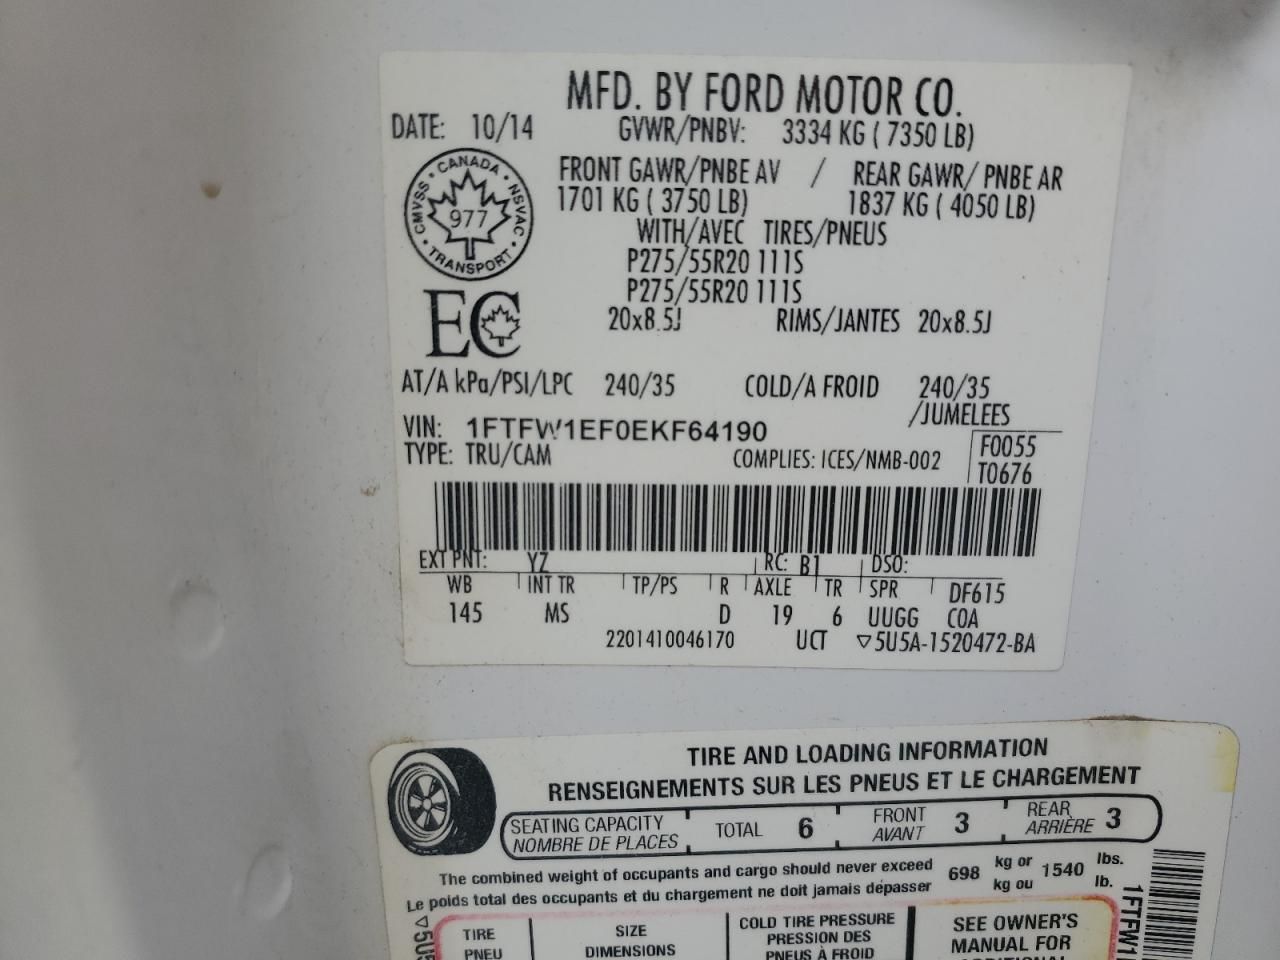 MFD. BY FORD MOTOR CO.
DATE: 10/14 GVWR/PNBV: 3334 KG ( 7350 LB)
FRONT GAWR/PNBE AV / REAR GAWR/ PNBE AR
1701 KG ( 3750 LB) 1837 KG ( 4050 LB)
WITH/AVEC TIRES/PNEUS
P275/55R20 111S
P275/55R20 111S
20x8.5J RIMS/JANTES 20x8.5J
CMVSS • CANADA • NSVAC • TRANSPORT •
977
EC
AT/A kPa/PSI/LPC 240/35 COLD/A FROID 240/35
/JUMELEES
VIN: 1FTFW1EF0EKF64190
TYPE: TRU/CAM COMPLIES: ICES/NMB-002
F0055
T0676
EXT PNT: YZ RC: B1 DSO:
WB INT TR TP/PS R AXLE TR SPR DF615
145 MS D 19 6 UUGG COA
2201410046170 UCT ▽5U5A-1520472-BA
TIRE AND LOADING INFORMATION
RENSEIGNEMENTS SUR LES PNEUS ET LE CHARGEMENT
SEATING CAPACITY
NOMBRE DE PLACES
TOTAL 6
FRONT
AVANT 3
REAR
ARRIÈRE 3
The combined weight of occupants and cargo should never exceed 698 kg or 1540 lbs.
Le poids total des occupants et du chargement ne doit jamais dépasser kg ou lb.
TIRE
PNEU
SIZE
DIMENSIONS
COLD TIRE PRESSURE
PRESSION DES
PNEUS À FROID
SEE OWNER'S
MANUAL FOR
▽5U5
1FTFW1